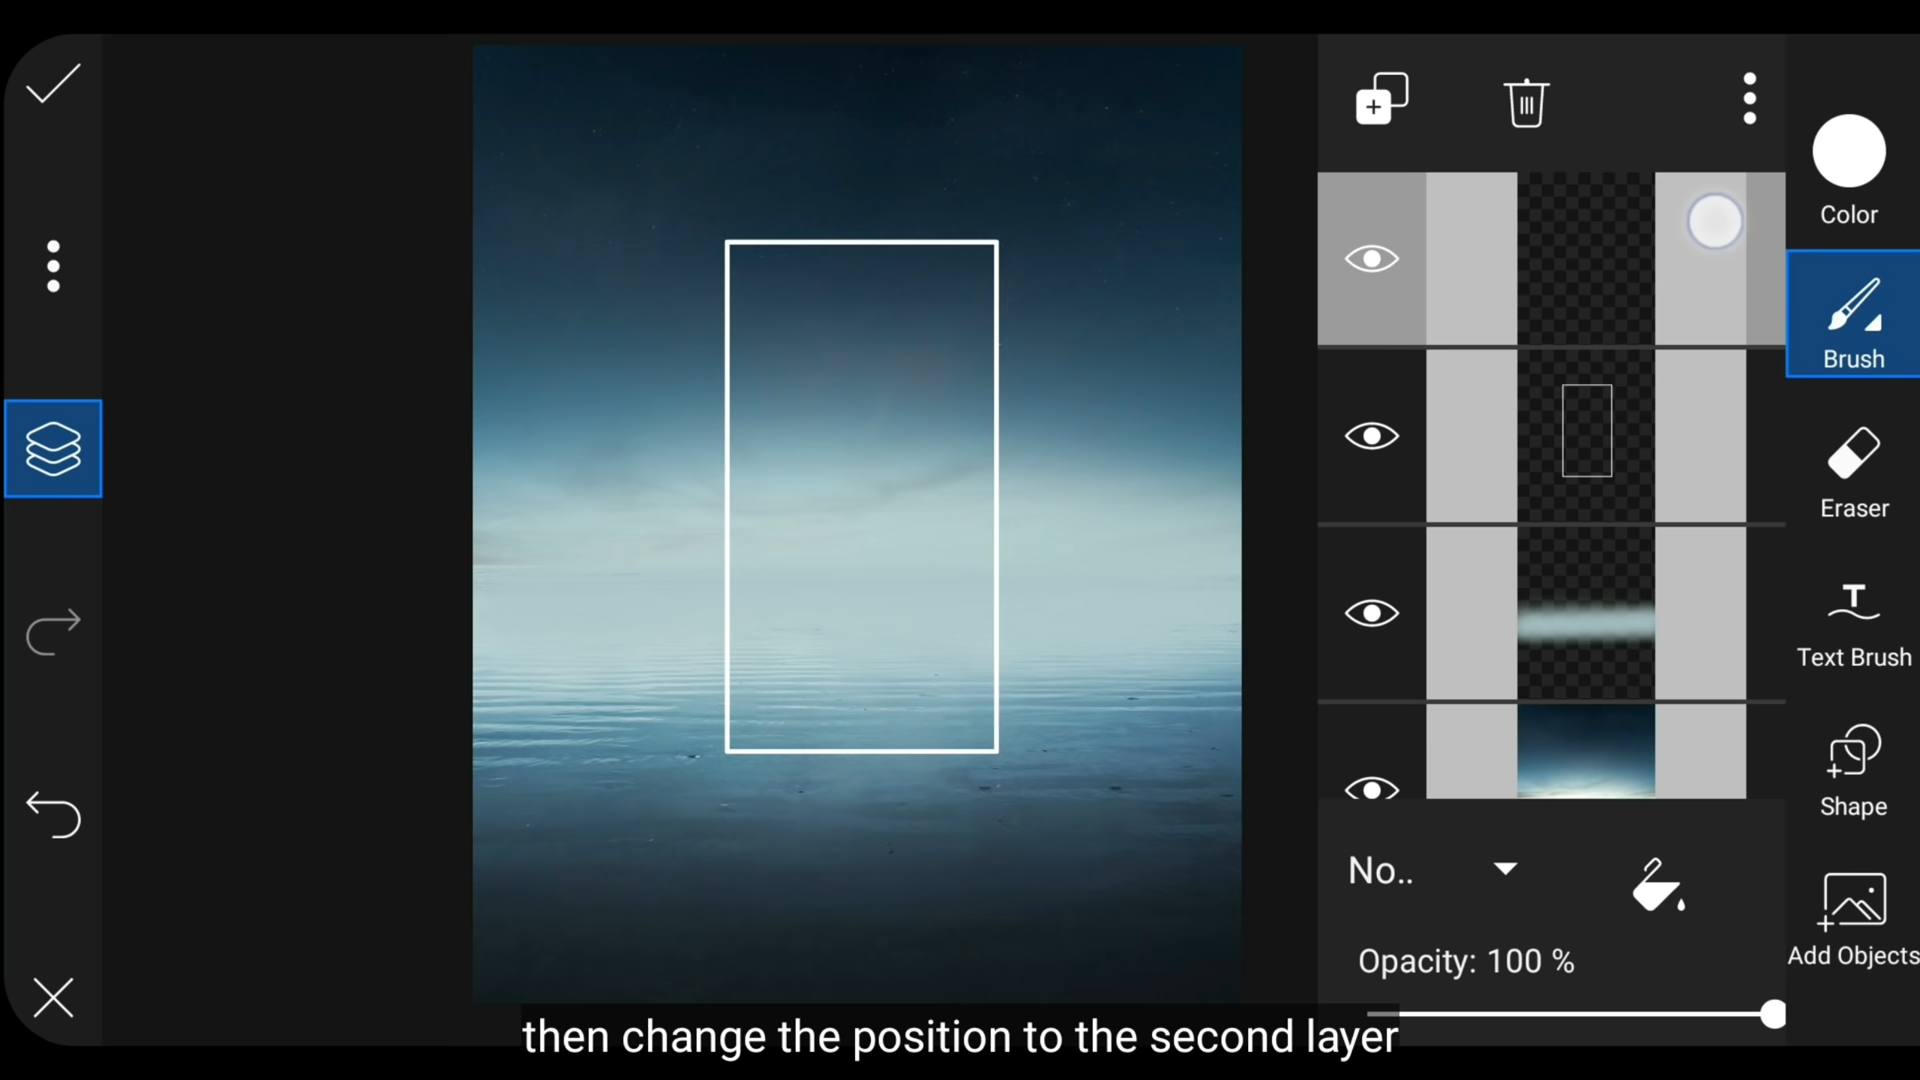 Color
Brush
Eraser
Text Brush
Shape
Add Objects
No..
Opacity: 100 %
then change the position to the second layer